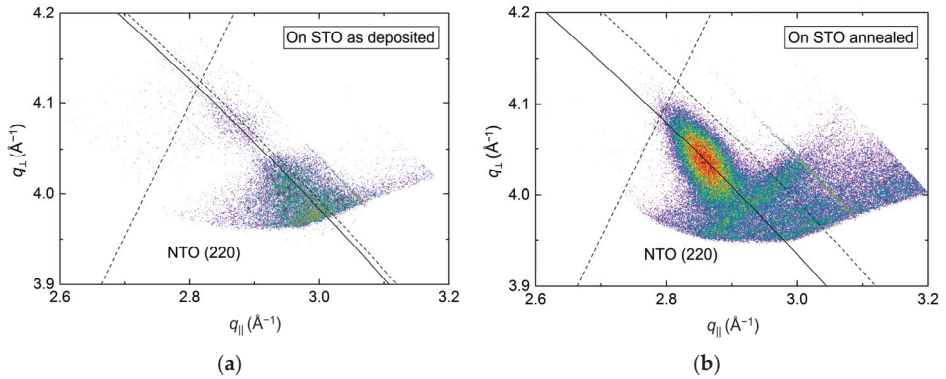 4.2
4.1
4.0
3.9
q⊥ (Å⁻¹)
On STO as deposited
NTO (220)
2.6 2.8 3.0 3.2
q|| (Å⁻¹)
(a)
4.2
4.1
4.0
3.9
q⊥ (Å⁻¹)
On STO annealed
NTO (220)
2.6 2.8 3.0 3.2
q|| (Å⁻¹)
(b)